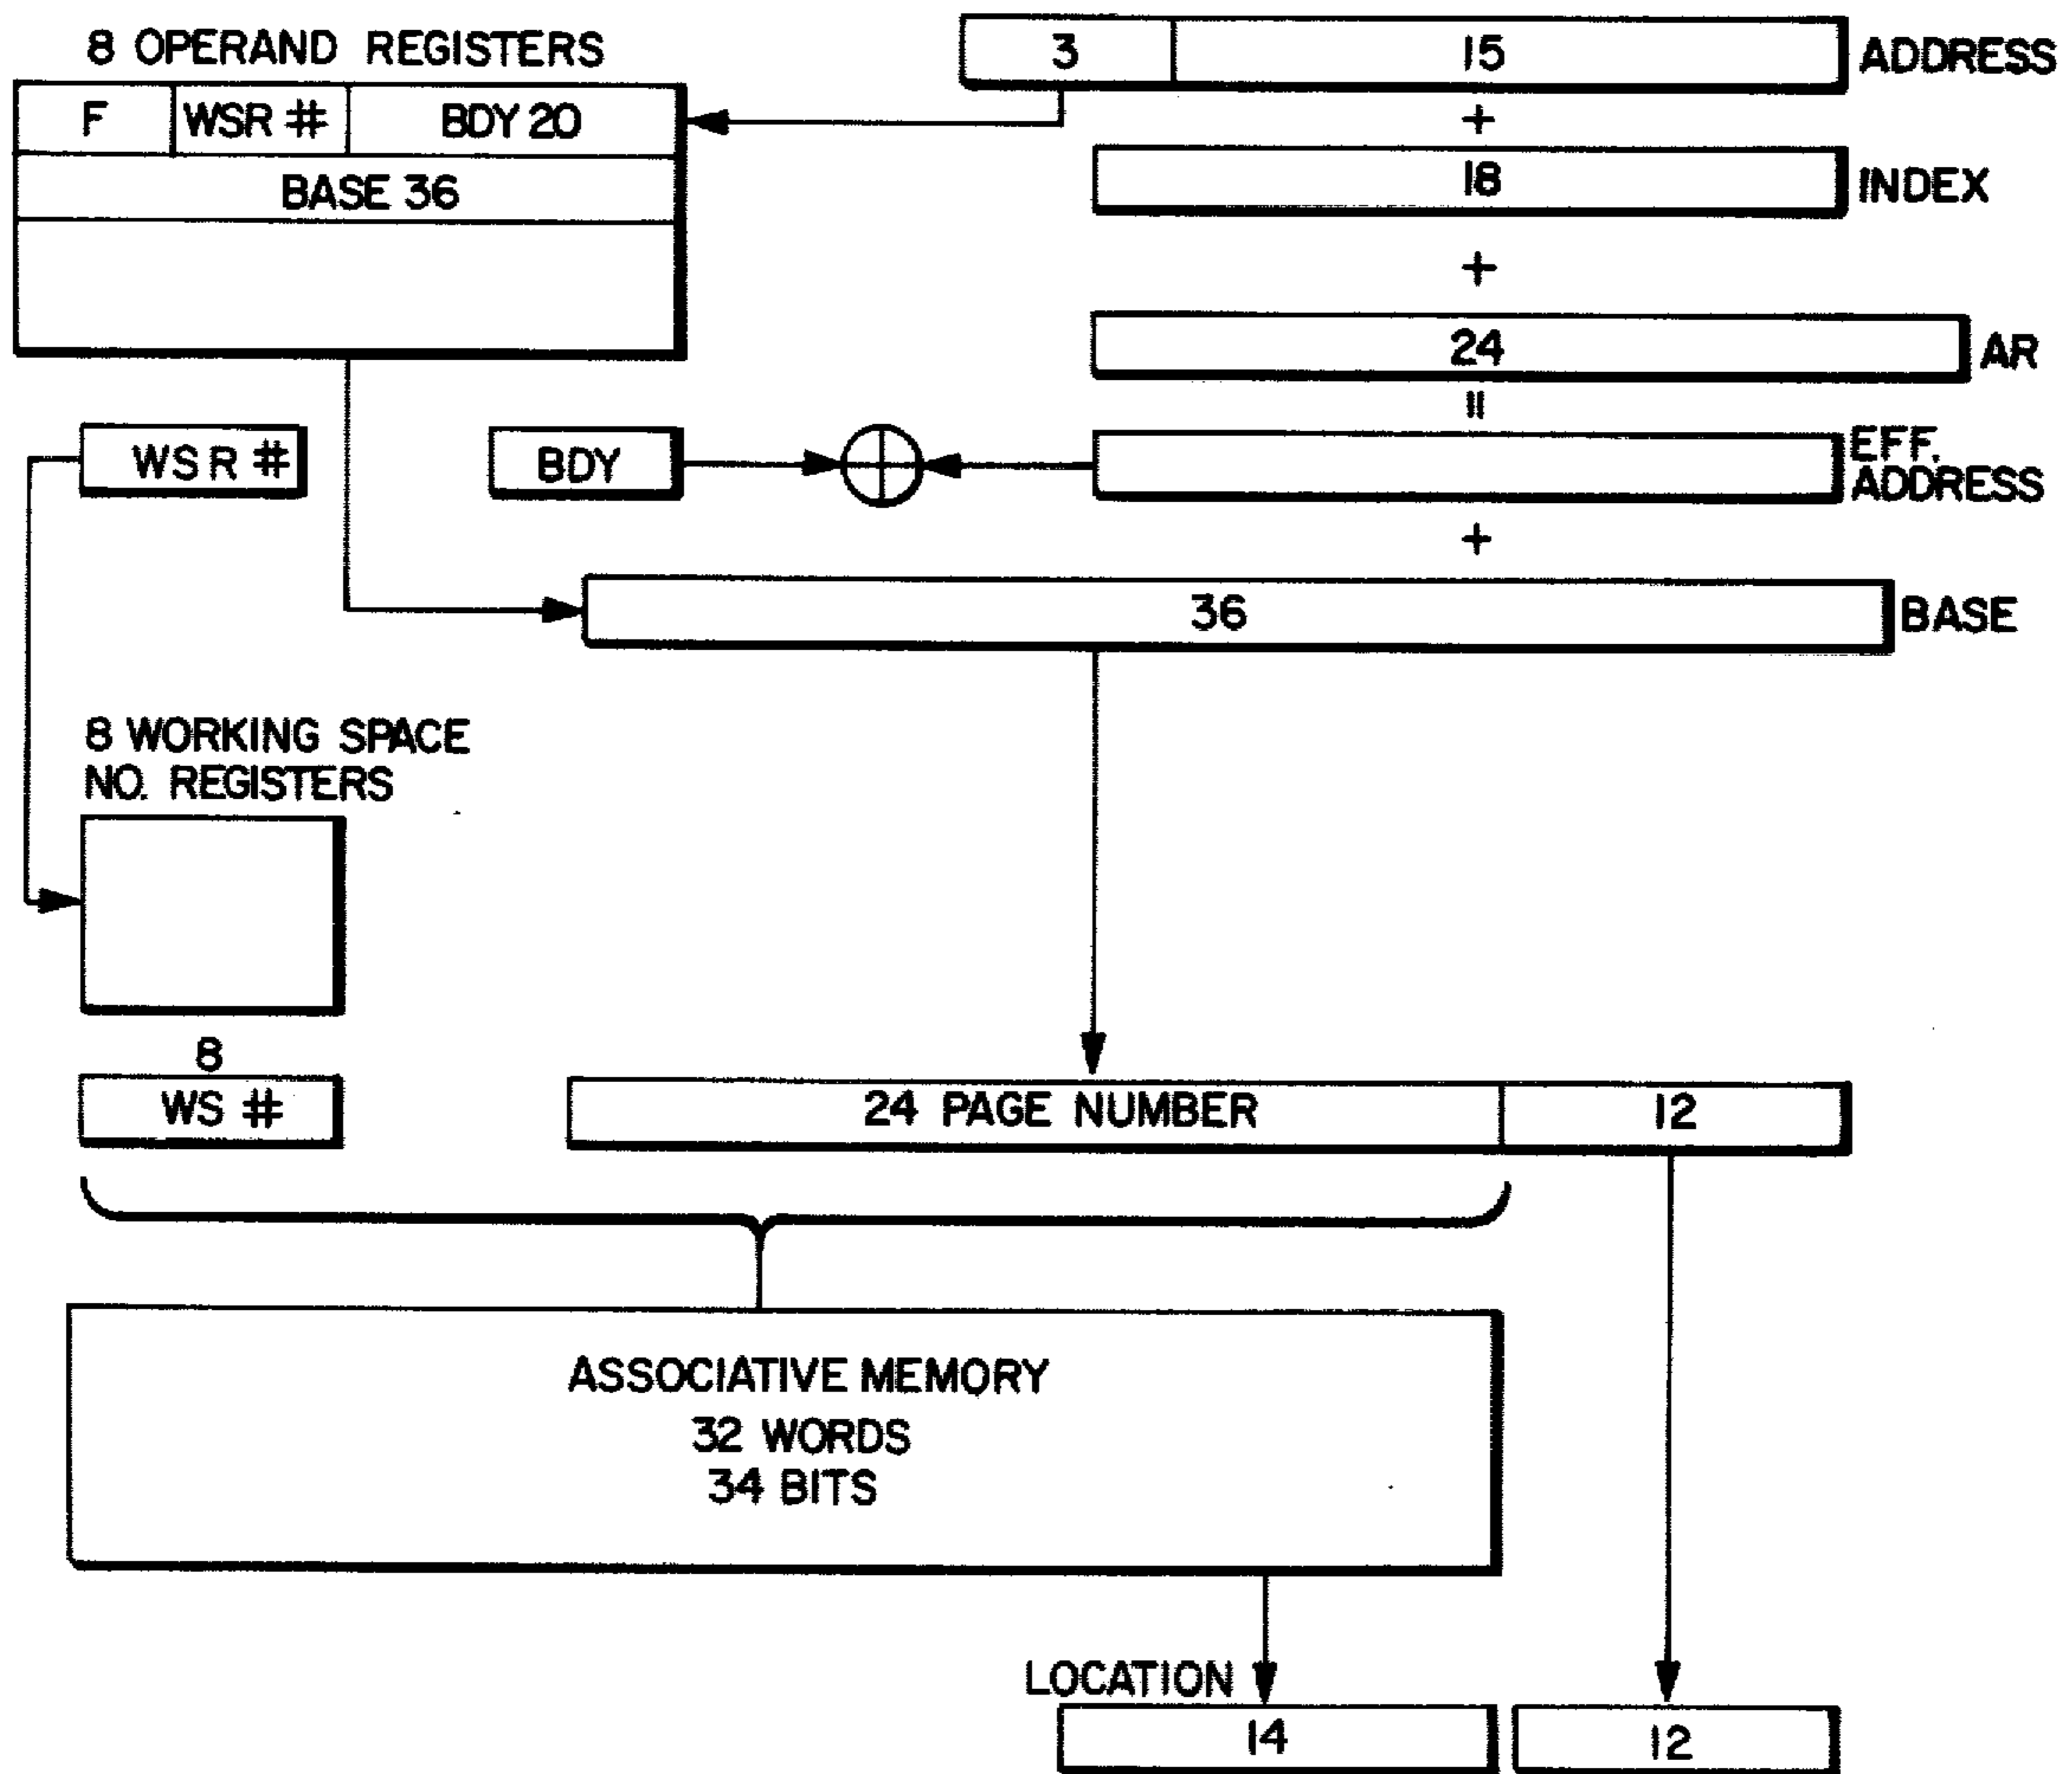 8 OPERAND REGISTERS
3 15 ADDRESS
F WSR # BDY 20
+
BASE 36
18 INDEX
+
24 AR
=
WSR # BDY + EFF. ADDRESS
+
36 BASE
8 WORKING SPACE
NO. REGISTERS
8
WS # 24 PAGE NUMBER 12
ASSOCIATIVE MEMORY
32 WORDS
34 BITS
LOCATION
14 12